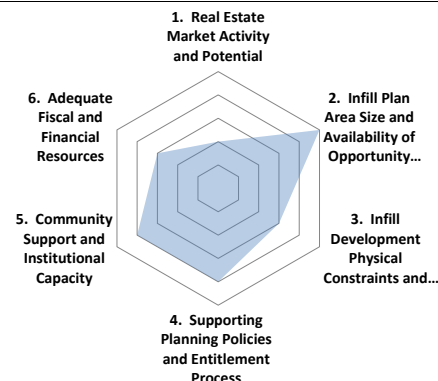 1. Real Estate
Market Activity
and Potential
2. Infill Plan
Area Size and
Availability of
Opportunity…
3. Infill
Development
Physical
Constraints and…
4. Supporting
Planning Policies
and Entitlement
Process
5. Community
Support and
Institutional
Capacity
6. Adequate
Fiscal and
Financial
Resources